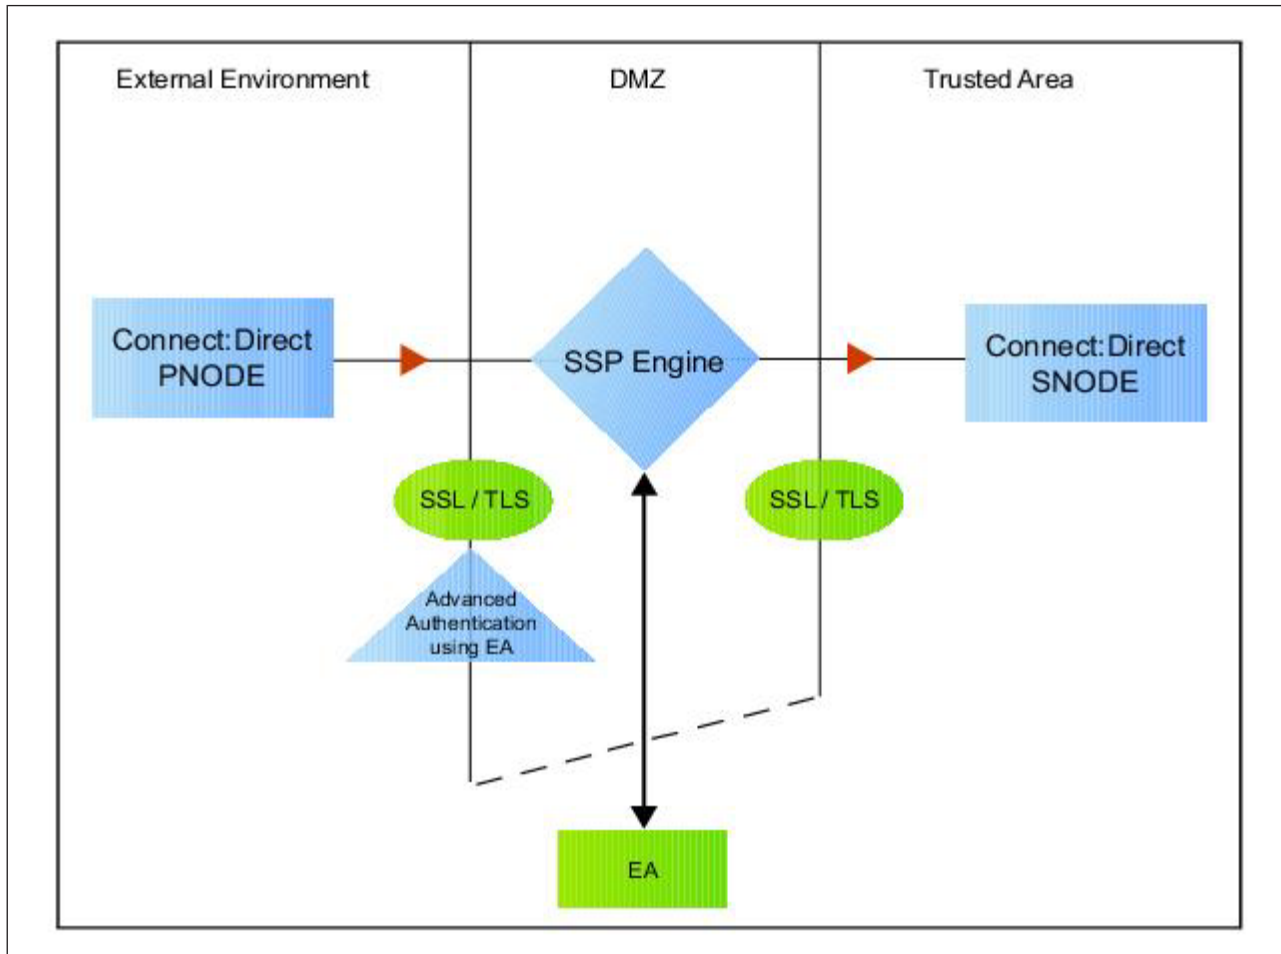 External Environment
DMZ
Trusted Area
Connect:Direct
PNODE
SSP Engine
Connect:Direct
SNODE
SSL / TLS
SSL / TLS
Advanced
Authentication
using EA
EA